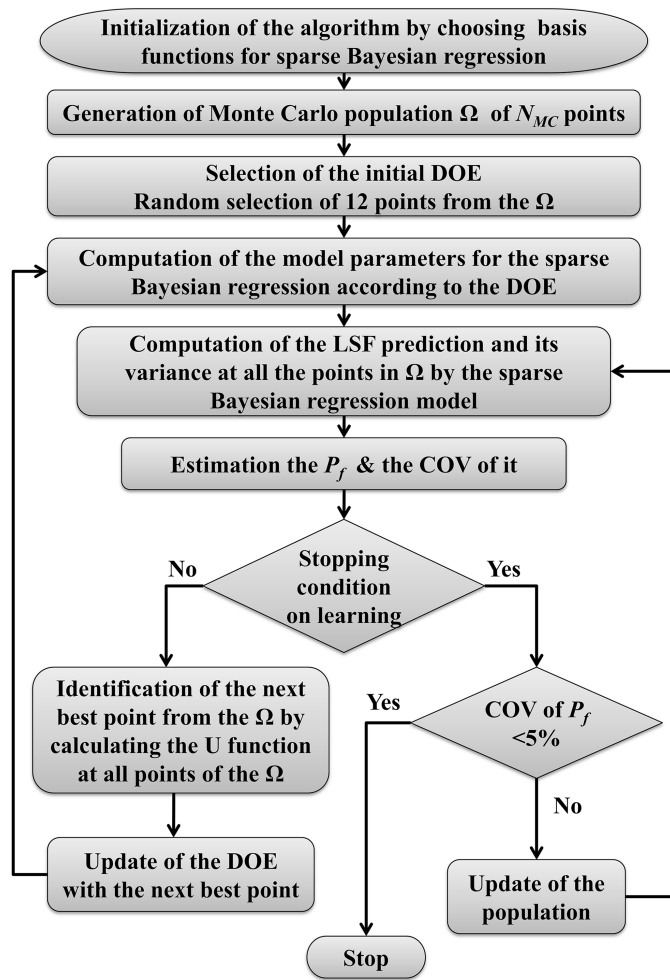 Initialization of the algorithm by choosing basis
functions for sparse Bayesian regression
Generation of Monte Carlo population Ω of N_MC points
Selection of the initial DOE
Random selection of 12 points from the Ω
Computation of the model parameters for the sparse
Bayesian regression according to the DOE
Computation of the LSF prediction and its
variance at all the points in Ω by the sparse
Bayesian regression model
Estimation the P_f & the COV of it
Stopping
condition
on learning
No
Yes
Identification of the next
best point from the Ω by
calculating the U function
at all points of the Ω
Yes
COV of P_f
<5%
No
Update of the DOE
with the next best point
Update of the
population
Stop